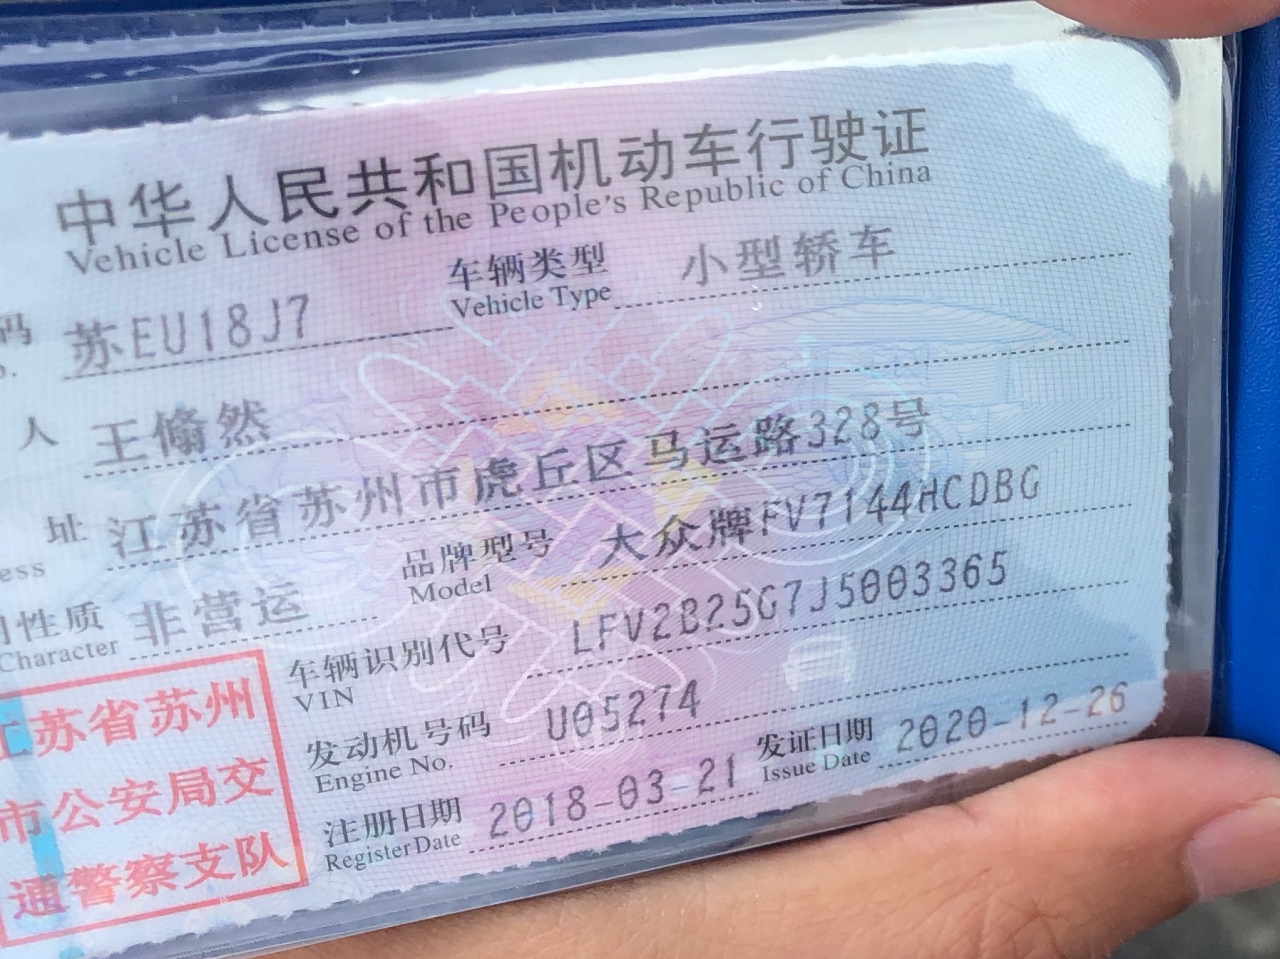 中华人民共和国机动车行驶证
Vehicle License of the People's Republic of China
码 苏EU18J7 车辆类型 小型轿车
Vehicle Type
人 王翛然
址 江苏省苏州市虎丘区马运路328号
ess
性质 非营运 品牌型号 大众牌FV7144HCDBG
Character Model
车辆识别代号 LFV2B25G7J5003365
VIN
发动机号码 U05274
Engine No.
注册日期 2018-03-21 发证日期 2020-12-26
Register Date Issue Date
江苏省苏州
市公安局交
通警察支队